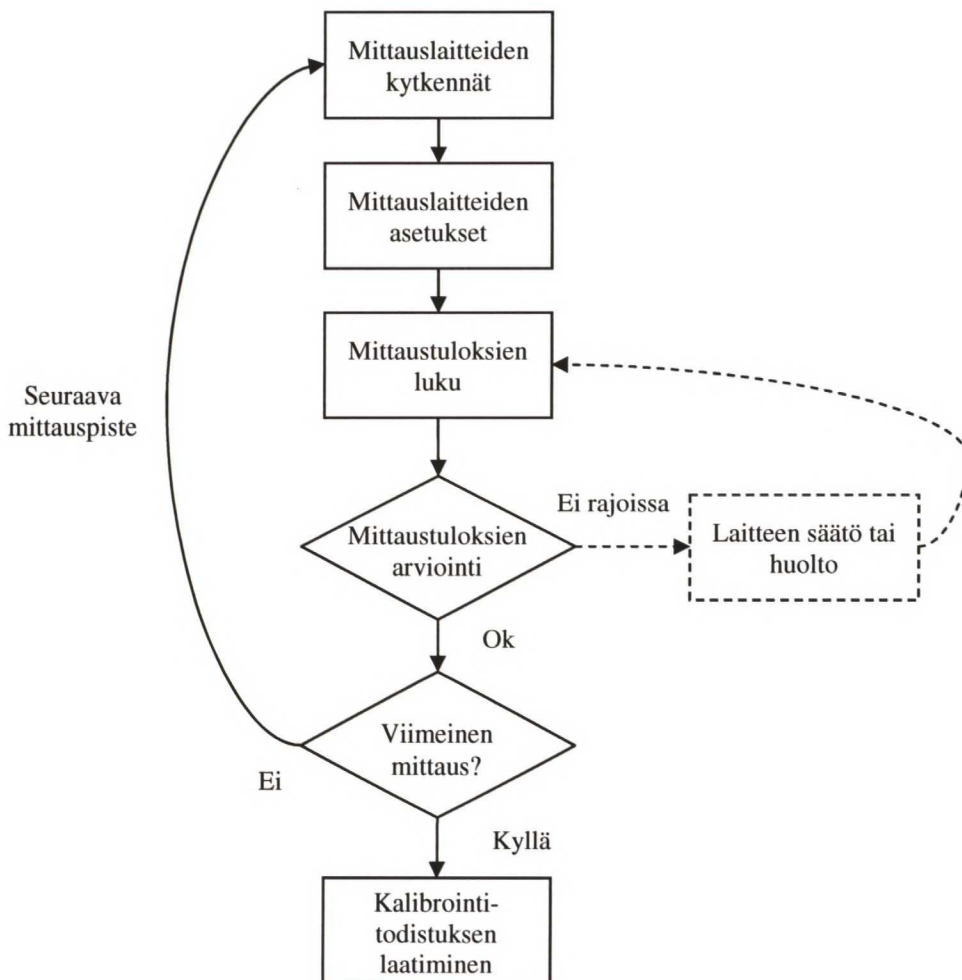 Mittauslaitteiden
kytkennät
Mittauslaitteiden
asetukset
Mittaustuloksien
luku
Seuraava
mittauspiste
Ei rajoissa
Mittaustuloksien
arviointi
Laitteen säätö tai
huolto
Ok
Viimeinen
mittaus?
Ei
Kyllä
Kalibrointi-
todistuksen
laatiminen